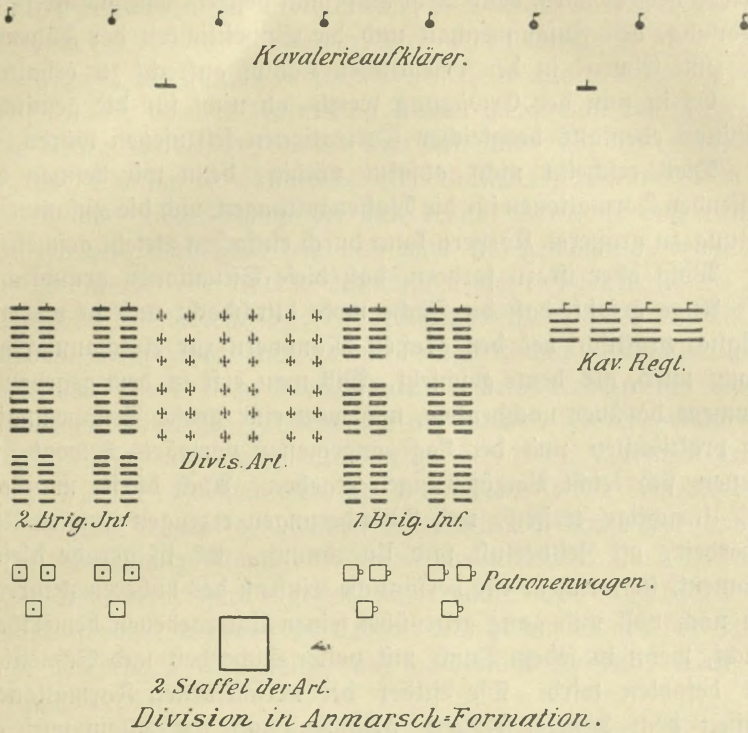 Kavalerieaufklärer.
Kav. Regt.
Divis. Art.
2. Brig. Inf.
1. Brig. Inf.
Patronenwagen.
2. Staffel der Art.
Division in Anmarsch-Formation.